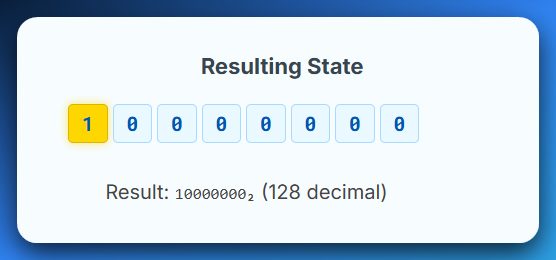 Resulting State
1 0 0 0 0 0 0 0
Result: 10000000₂ (128 decimal)